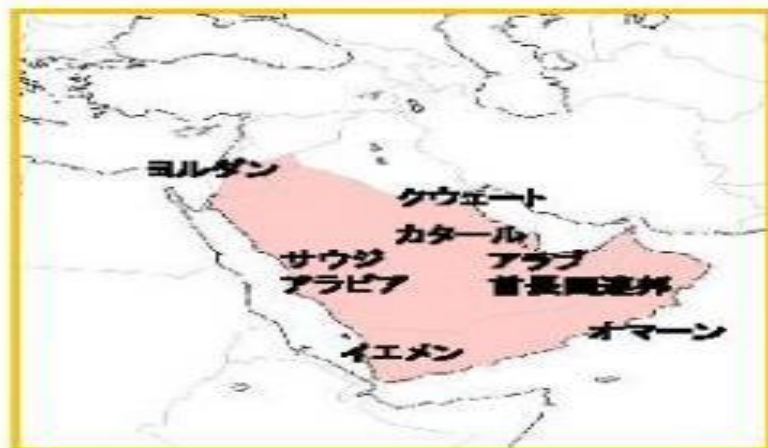 ヨルダン
クウェート
カタール
サウジ
アラビア
アラブ
首長国連邦
オマーン
イエメン